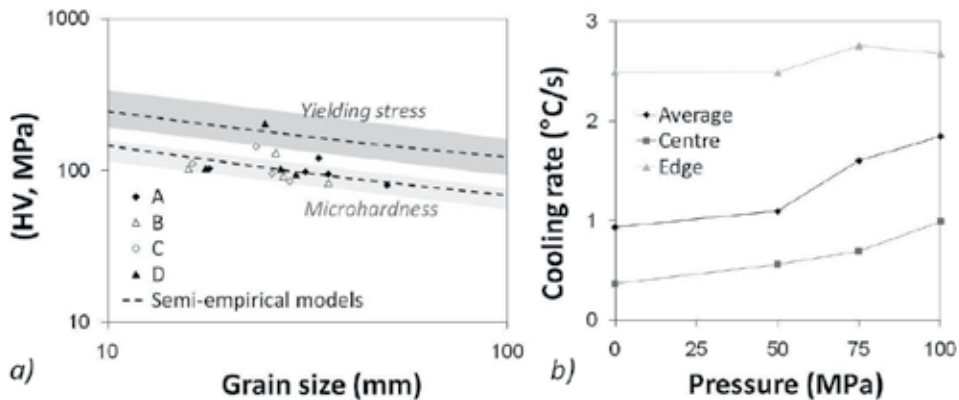 1000
100
10
(HV, MPa)
Yielding stress
Microhardness
A
B
C
D
Semi-empirical models
10
100
Grain size (mm)
a)
3
2
1
0
Cooling rate (°C/s)
Average
Centre
Edge
0
25
50
75
100
Pressure (MPa)
b)